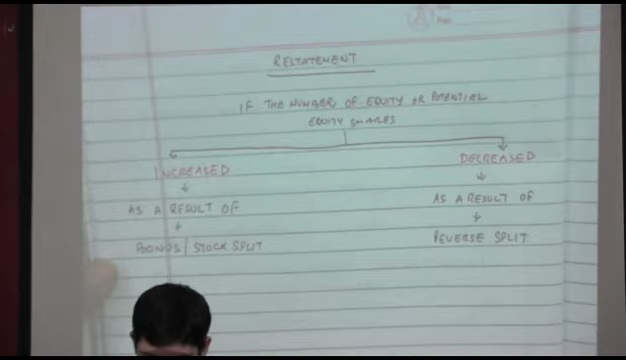 RESTATEMENT
IF THE NUMBER OF EQUITY OR POTENTIAL
EQUITY SHARES
INCREASED
DECREASED
AS A RESULT OF
AS A RESULT OF
BONUS / STOCK SPLIT
REVERSE SPLIT